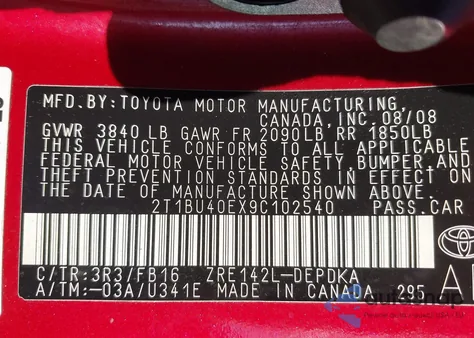 MFD. BY: TOYOTA MOTOR MANUFACTURING,
CANADA, INC. 08/08
GVWR 3840 LB GAWR FR 2090LB, RR 1850LB
THIS VEHICLE CONFORMS TO ALL APPLICABLE
FEDERAL MOTOR VEHICLE SAFETY, BUMPER, AND
THEFT PREVENTION STANDARDS IN EFFECT ON
THE DATE OF MANUFACTURE SHOWN ABOVE.
2T1BU40EX9C102540 PASS. CAR
C/TR: 3R3/FB16 ZRE142L-DEPDKA
A/TM: -03A/U341E MADE IN CANADA 295
TOYOTA